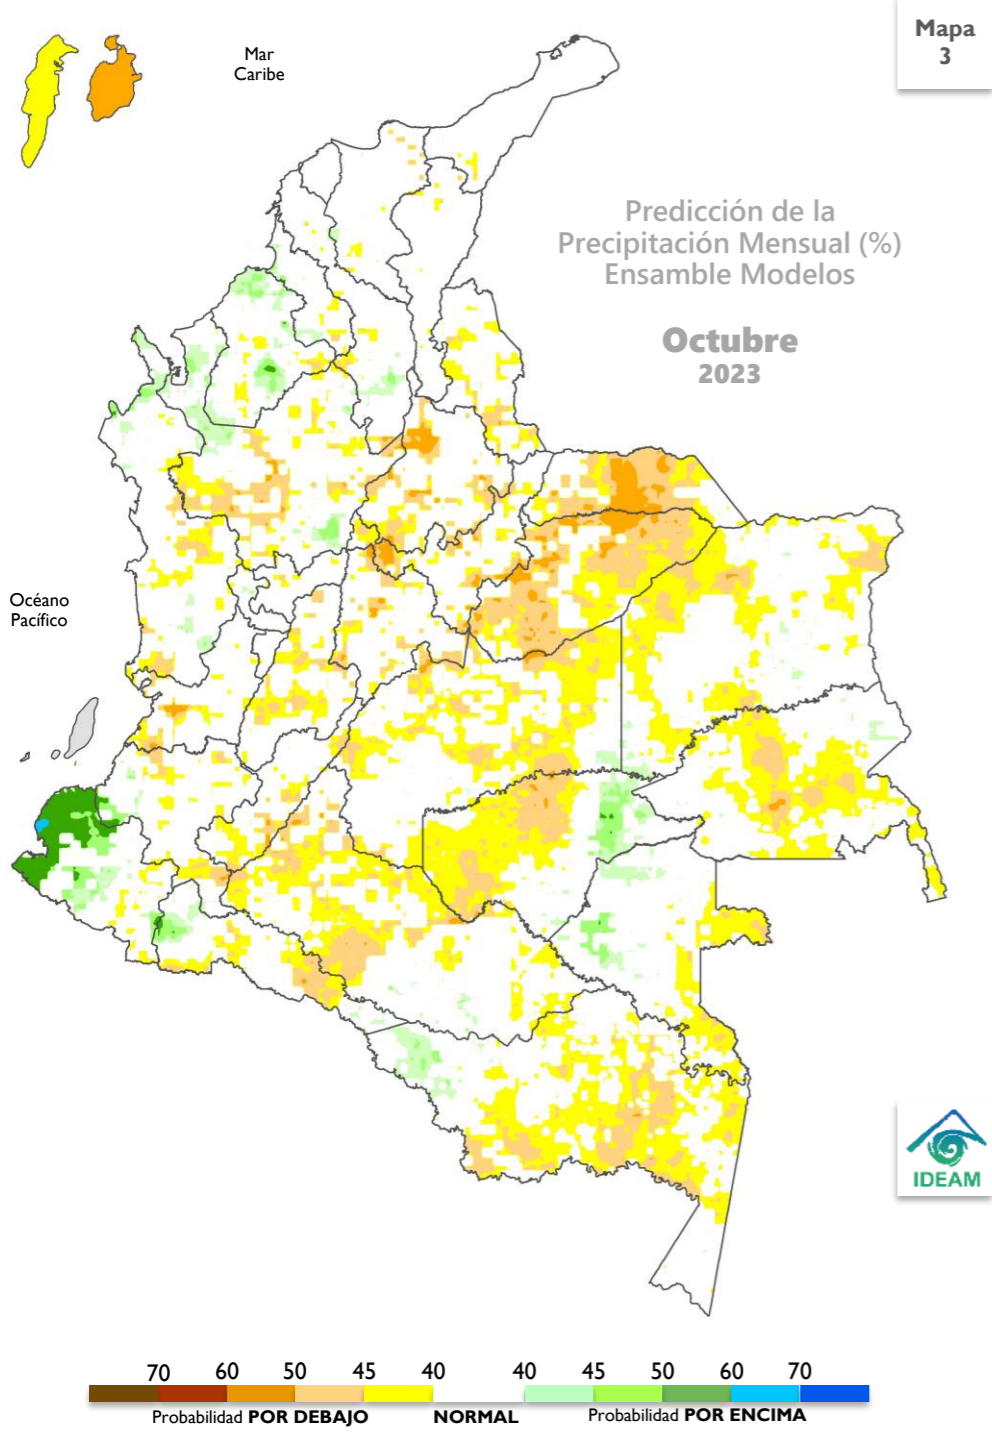 Mapa
3
Mar
Caribe
Predicción de la
Precipitación Mensual (%)
Ensamble Modelos
Octubre
2023
Océano
Pacífico
IDEAM
70 60 50 45 40 40 45 50 60 70
Probabilidad POR DEBAJO NORMAL Probabilidad POR ENCIMA